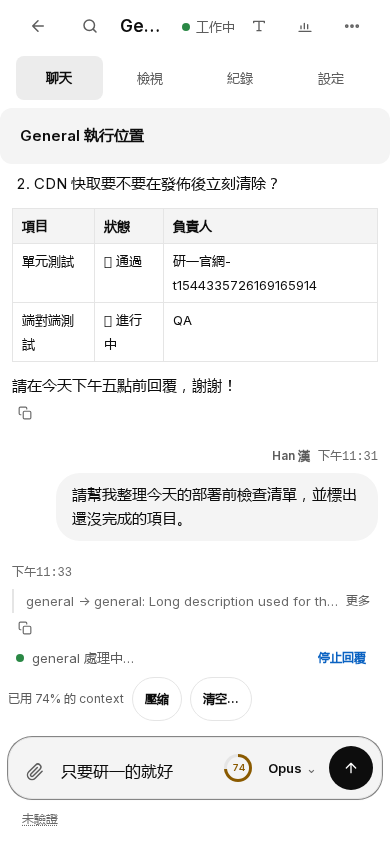 Ge...
工作中
聊天 檢視 紀錄 設定
General 執行位置
2. CDN 快取要不要在發佈後立刻清除？
項目 狀態 負責人
單元測試 通過 研一官網-
t1544335726169165914
端對端測
試 進行
中 QA
請在今天下午五點前回覆，謝謝！
Han 漢 下午11:31
請幫我整理今天的部署前檢查清單，並標出
還沒完成的項目。
下午11:33
general → general: Long description used for th... 更多
general 處理中... 停止回覆
已用 74% 的 context 壓縮 清空...
只要研一的就好 74 Opus
未驗證